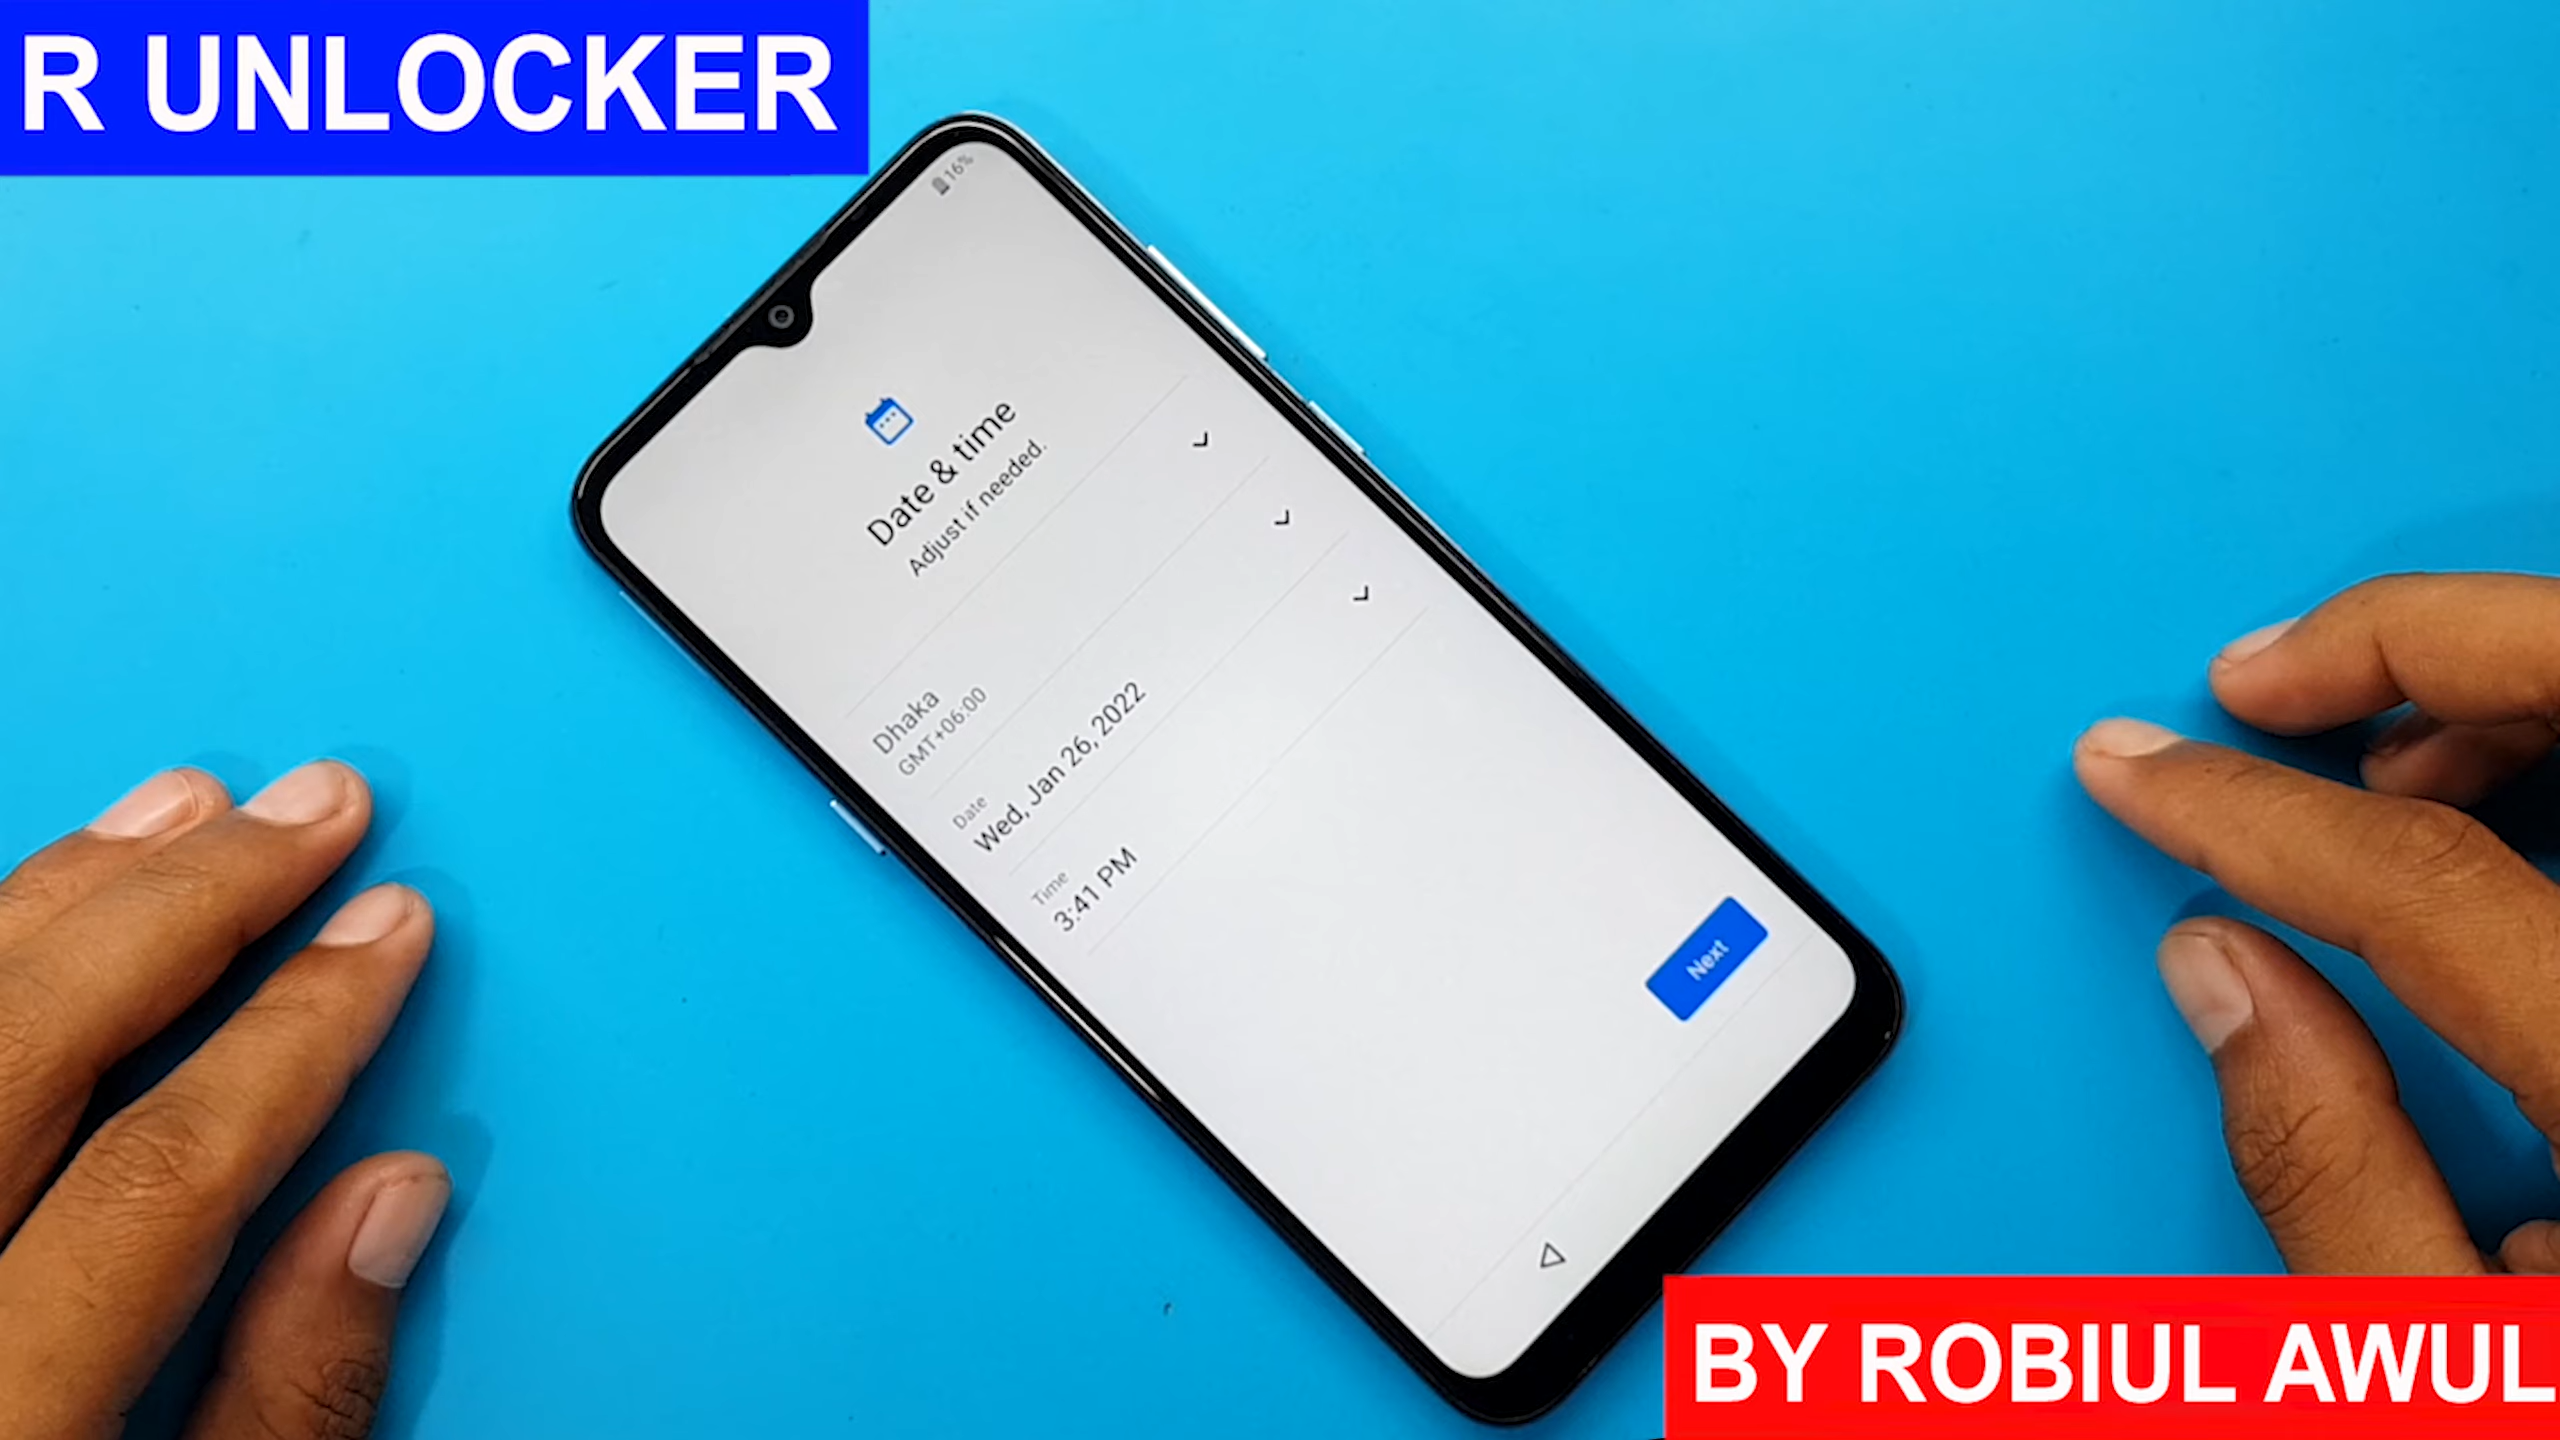 R UNLOCKER
16%
Date & time
Adjust if needed.
Dhaka
GMT+06:00
Date
Wed, Jan 26, 2022
Time
3:41 PM
Next
BY ROBIUL AWUL